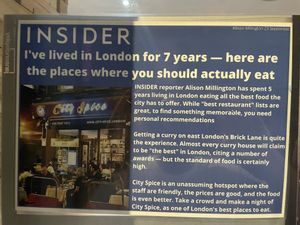 Alison Millington 23 September
INSIDER
I've lived in London for 7 years — here are
the places where you should actually eat
INSIDER reporter Alison Millington has spent 5
years living in London eating all the best food the
city has to offer. While "best restaurant" lists are
great, to find something memorable, you need
personal recommendations
Getting a curry on east London's Brick Lane is quite
the experience. Almost every curry house will claim
to be "the best" in London, citing a number of
awards — but the standard of food is certainly
high.
City Spice is an unassuming hotspot where the
staff are friendly, the prices are good, and the food
is even better. Take a crowd and make a night of
City Spice, as one of London's best places to eat.
City Spice